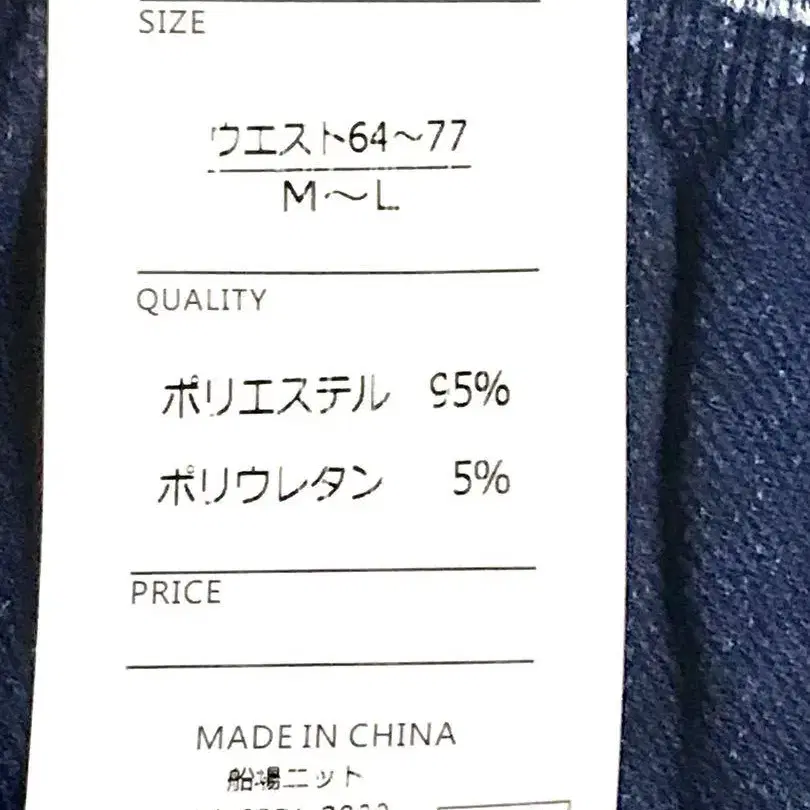 SIZE
ウエスト64～77
M～L
QUALITY
ポリエステル 95%
ポリウレタン 5%
PRICE
MADE IN CHINA
船場ニット